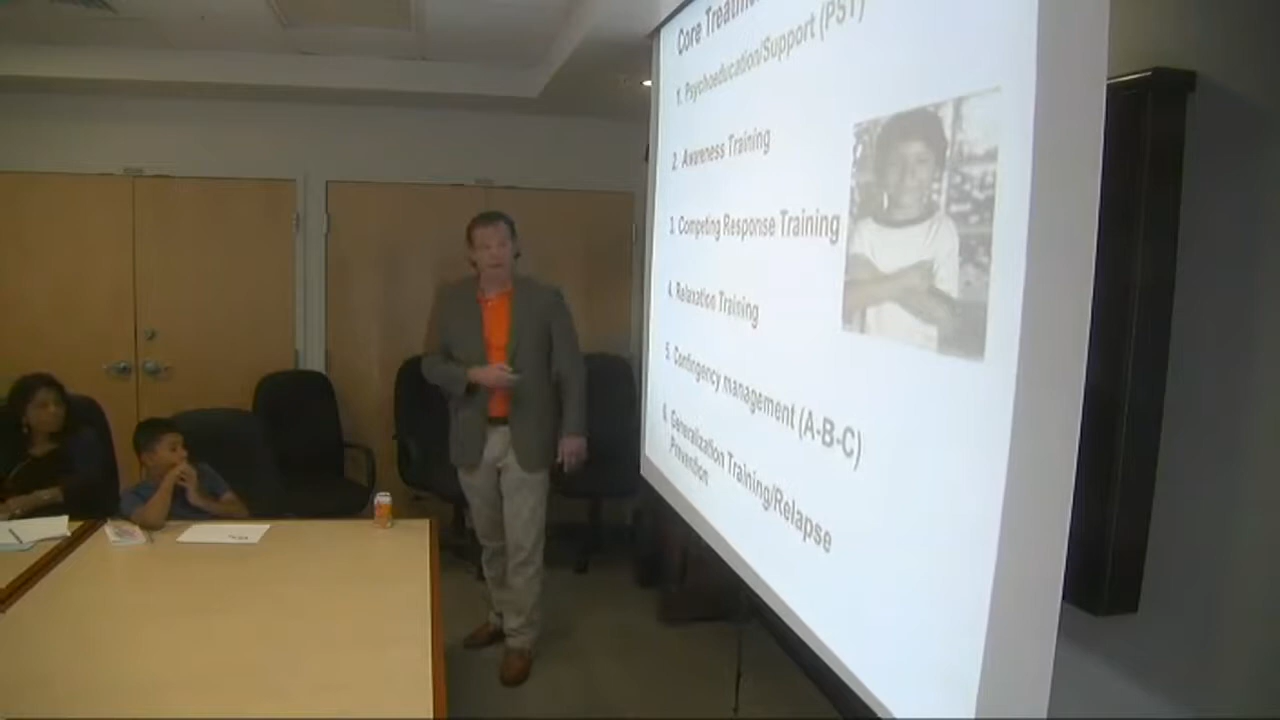 Core
1. Psychoeducation/Support (PST)
2. Awareness Training
3. Competing Response Training
4. Relaxation Training
5. Contingency management (A-B-C)
6. Generalization Training/Relapse
Prevention